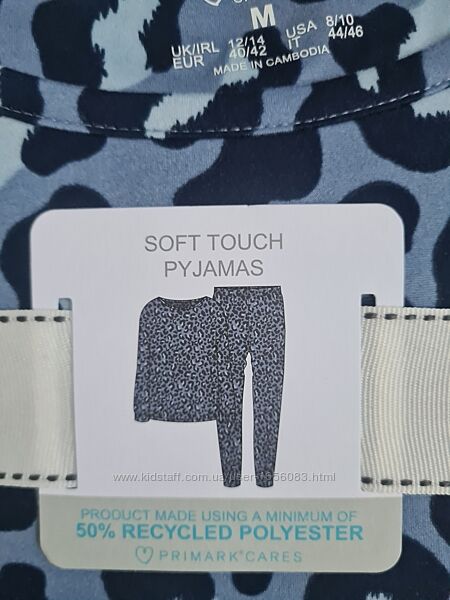 M
UK/IRL 12/14 USA 8/10
EUR 40/42 IT 44/46
MADE IN CAMBODIA
SOFT TOUCH
PYJAMAS
PRODUCT MADE USING A MINIMUM OF
50% RECYCLED POLYESTER
PRIMARK® CARES